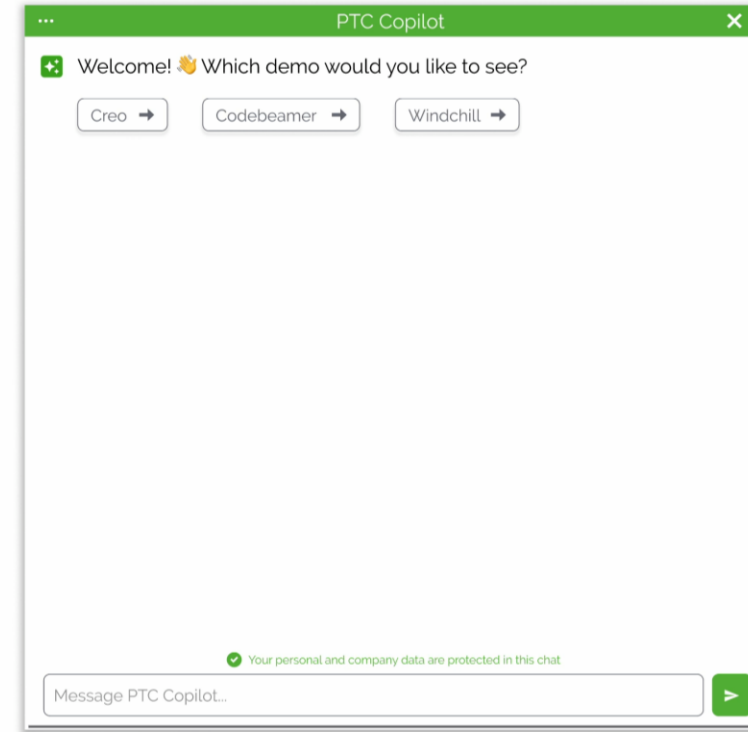 PTC Copilot
Welcome! 👋 Which demo would you like to see?
Creo
Codebeamer
Windchill
Your personal and company data are protected in this chat
Message PTC Copilot...